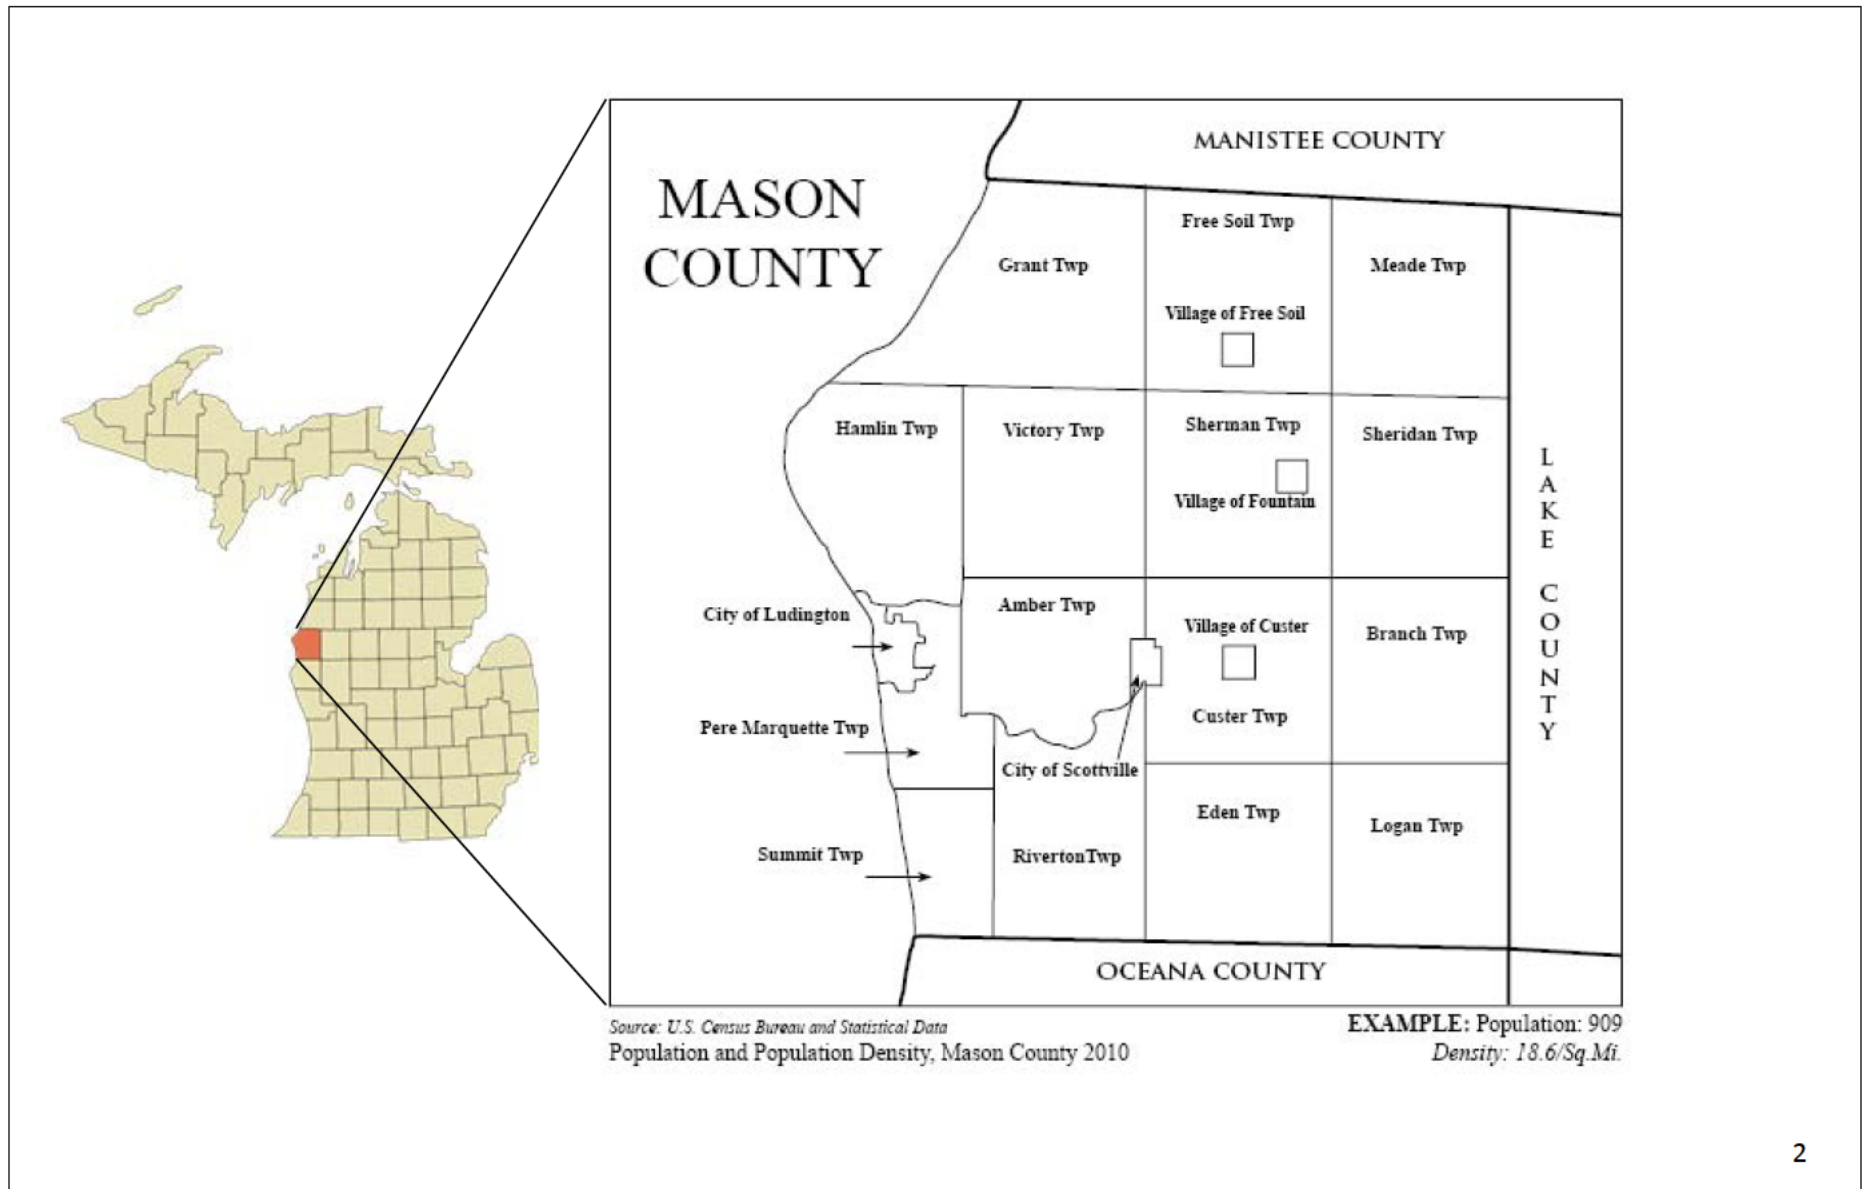 MANISTEE COUNTY
MASON
COUNTY
Free Soil Twp
Grant Twp
Meade Twp
Village of Free Soil
Hamlin Twp
Victory Twp
Sherman Twp
Sheridan Twp
Village of Fountain
LAKE COUNTY
City of Ludington
Amber Twp
Village of Custer
Branch Twp
Pere Marquette Twp
Custer Twp
City of Scottville
Eden Twp
Logan Twp
Summit Twp
RivertonTwp
OCEANA COUNTY
Source: U.S. Census Bureau and Statistical Data
Population and Population Density, Mason County 2010
EXAMPLE: Population: 909
Density: 18.6/Sq.Mi.
2